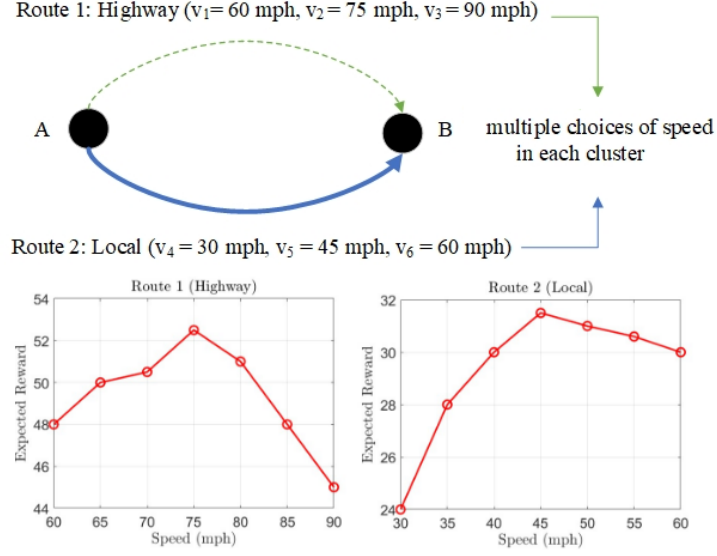 Route 1: Highway (v₁= 60 mph, v₂ = 75 mph, v₃ = 90 mph)
A
B
multiple choices of speed
in each cluster
Route 2: Local (v₄ = 30 mph, v₅ = 45 mph, v₆ = 60 mph)
Route 1 (Highway)
Expected Reward
54
52
50
48
46
44
60 65 70 75 80 85 90
Speed (mph)
Route 2 (Local)
Expected Reward
32
30
28
26
24
30 35 40 45 50 55 60
Speed (mph)